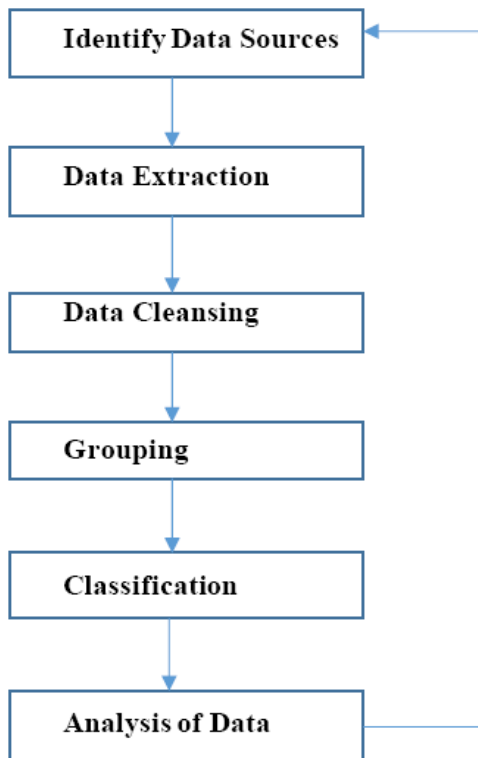 Identify Data Sources
Data Extraction
Data Cleansing
Grouping
Classification
Analysis of Data